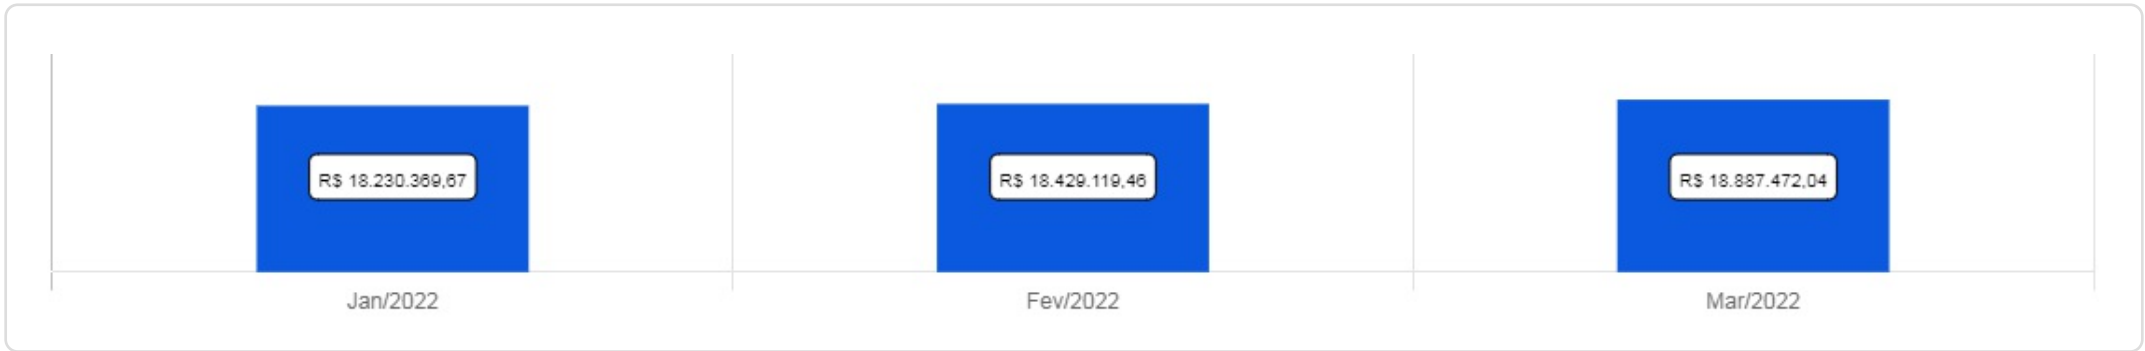 R$ 18.230.369,67
R$ 18.429.119,46
R$ 18.887.472,04
Jan/2022
Fev/2022
Mar/2022